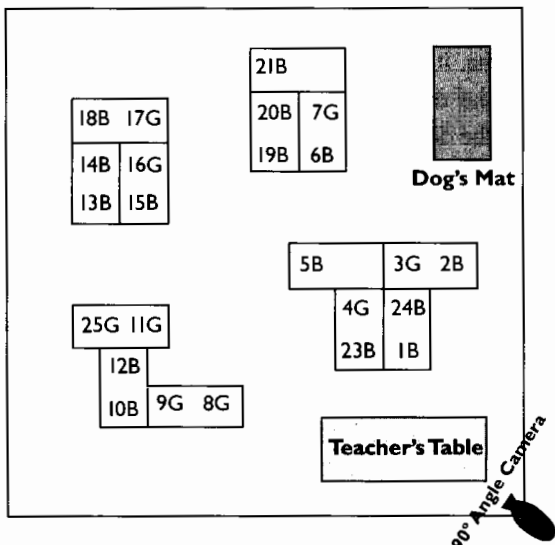 21B
20B 7G
19B 6B
18B 17G
14B 16G
13B 15B
Dog's Mat
5B 3G 2B
4G 24B
23B 1B
25G 11G
12B
10B 9G 8G
Teacher's Table
90° Angle Camera